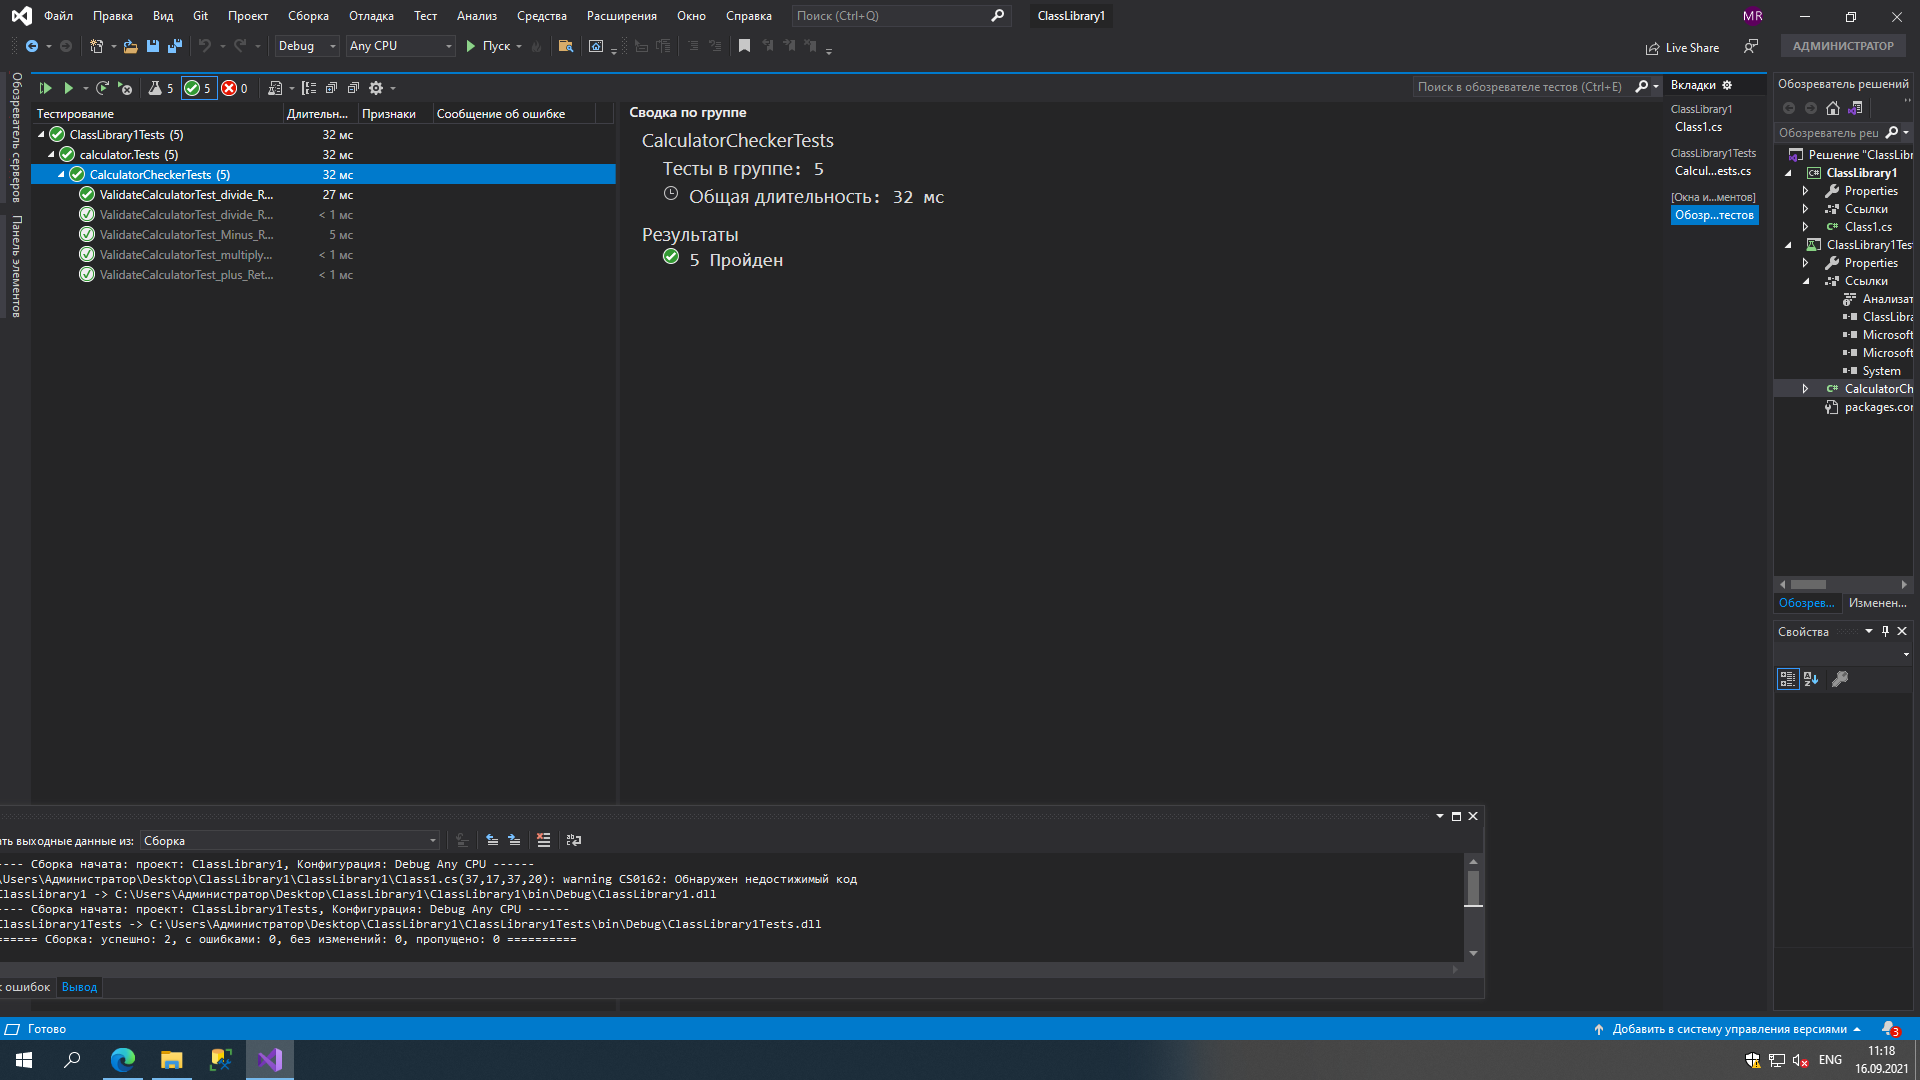 Файл Правка Вид Git Проект Сборка Отладка Тест Анализ Средства Расширения Окно Справка Поиск (Ctrl+Q) ClassLibrary1 MR
Debug Any CPU Пуск Live Share АДМИНИСТРАТОР
Обозреватель серверов
Панель элементов
5 5 0 Поиск в обозревателе тестов (Ctrl+E)
Тестирование Длительн... Признаки Сообщение об ошибке
ClassLibrary1Tests (5) 32 мс
calculator.Tests (5) 32 мс
CalculatorCheckerTests (5) 32 мс
ValidateCalculatorTest_divide_R... 27 мс
ValidateCalculatorTest_divide_R... < 1 мс
ValidateCalculatorTest_Minus_R... 5 мс
ValidateCalculatorTest_multiply... < 1 мс
ValidateCalculatorTest_plus_Ret... < 1 мс
Сводка по группе
CalculatorCheckerTests
Тесты в группе: 5
Общая длительность: 32 мс
Результаты
5 Пройден
Вкладки
ClassLibrary1
Class1.cs
ClassLibrary1Tests
Calcul...ests.cs
[Окна и...ментов]
Обозр...тестов
Обозреватель решений
Обозреватель реш
Решение "ClassLibr
ClassLibrary1
Properties
Ссылки
Class1.cs
ClassLibrary1Tes
Properties
Ссылки
Анализат
ClassLibra
Microsoft
Microsoft
System
CalculatorCh
packages.con
Обозрев... Изменен...
Свойства
ть выходные данные из: Сборка
---- Сборка начата: проект: ClassLibrary1, Конфигурация: Debug Any CPU ------
\Users\Администратор\Desktop\ClassLibrary1\ClassLibrary1\Class1.cs(37,17,37,20): warning CS0162: Обнаружен недостижимый код
ClassLibrary1 -> C:\Users\Администратор\Desktop\ClassLibrary1\ClassLibrary1\bin\Debug\ClassLibrary1.dll
---- Сборка начата: проект: ClassLibrary1Tests, Конфигурация: Debug Any CPU ------
ClassLibrary1Tests -> C:\Users\Администратор\Desktop\ClassLibrary1\ClassLibrary1Tests\bin\Debug\ClassLibrary1Tests.dll
====== Сборка: успешно: 2, с ошибками: 0, без изменений: 0, пропущено: 0 ==========
к ошибок Вывод
Готово Добавить в систему управления версиями 3
ENG 11:18
16.09.2021